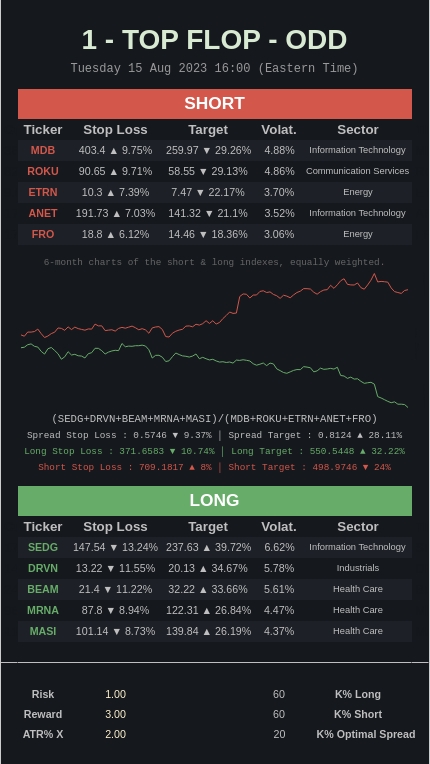 1 - TOP FLOP - ODD
Tuesday 15 Aug 2023 16:00 (Eastern Time)
SHORT
Ticker Stop Loss Target Volat. Sector
MDB 403.4 ▲ 9.75% 259.97 ▼ 29.26% 4.88% Information Technology
ROKU 90.65 ▲ 9.71% 58.55 ▼ 29.13% 4.86% Communication Services
ETRN 10.3 ▲ 7.39% 7.47 ▼ 22.17% 3.70% Energy
ANET 191.73 ▲ 7.03% 141.32 ▼ 21.1% 3.52% Information Technology
FRO 18.8 ▲ 6.12% 14.46 ▼ 18.36% 3.06% Energy
6-month charts of the short & long indexes, equally weighted.
(SEDG+DRVN+BEAM+MRNA+MASI)/(MDB+ROKU+ETRN+ANET+FRO)
Spread Stop Loss : 0.5746 ▼ 9.37% | Spread Target : 0.8124 ▲ 28.11%
Long Stop Loss : 371.6583 ▼ 10.74% | Long Target : 550.5448 ▲ 32.22%
Short Stop Loss : 709.1817 ▲ 8% | Short Target : 498.9746 ▼ 24%
LONG
Ticker Stop Loss Target Volat. Sector
SEDG 147.54 ▼ 13.24% 237.63 ▲ 39.72% 6.62% Information Technology
DRVN 13.22 ▼ 11.55% 20.13 ▲ 34.67% 5.78% Industrials
BEAM 21.4 ▼ 11.22% 32.22 ▲ 33.66% 5.61% Health Care
MRNA 87.8 ▼ 8.94% 122.31 ▲ 26.84% 4.47% Health Care
MASI 101.14 ▼ 8.73% 139.84 ▲ 26.19% 4.37% Health Care
Risk 1.00 60 K% Long
Reward 3.00 60 K% Short
ATR% X 2.00 20 K% Optimal Spread